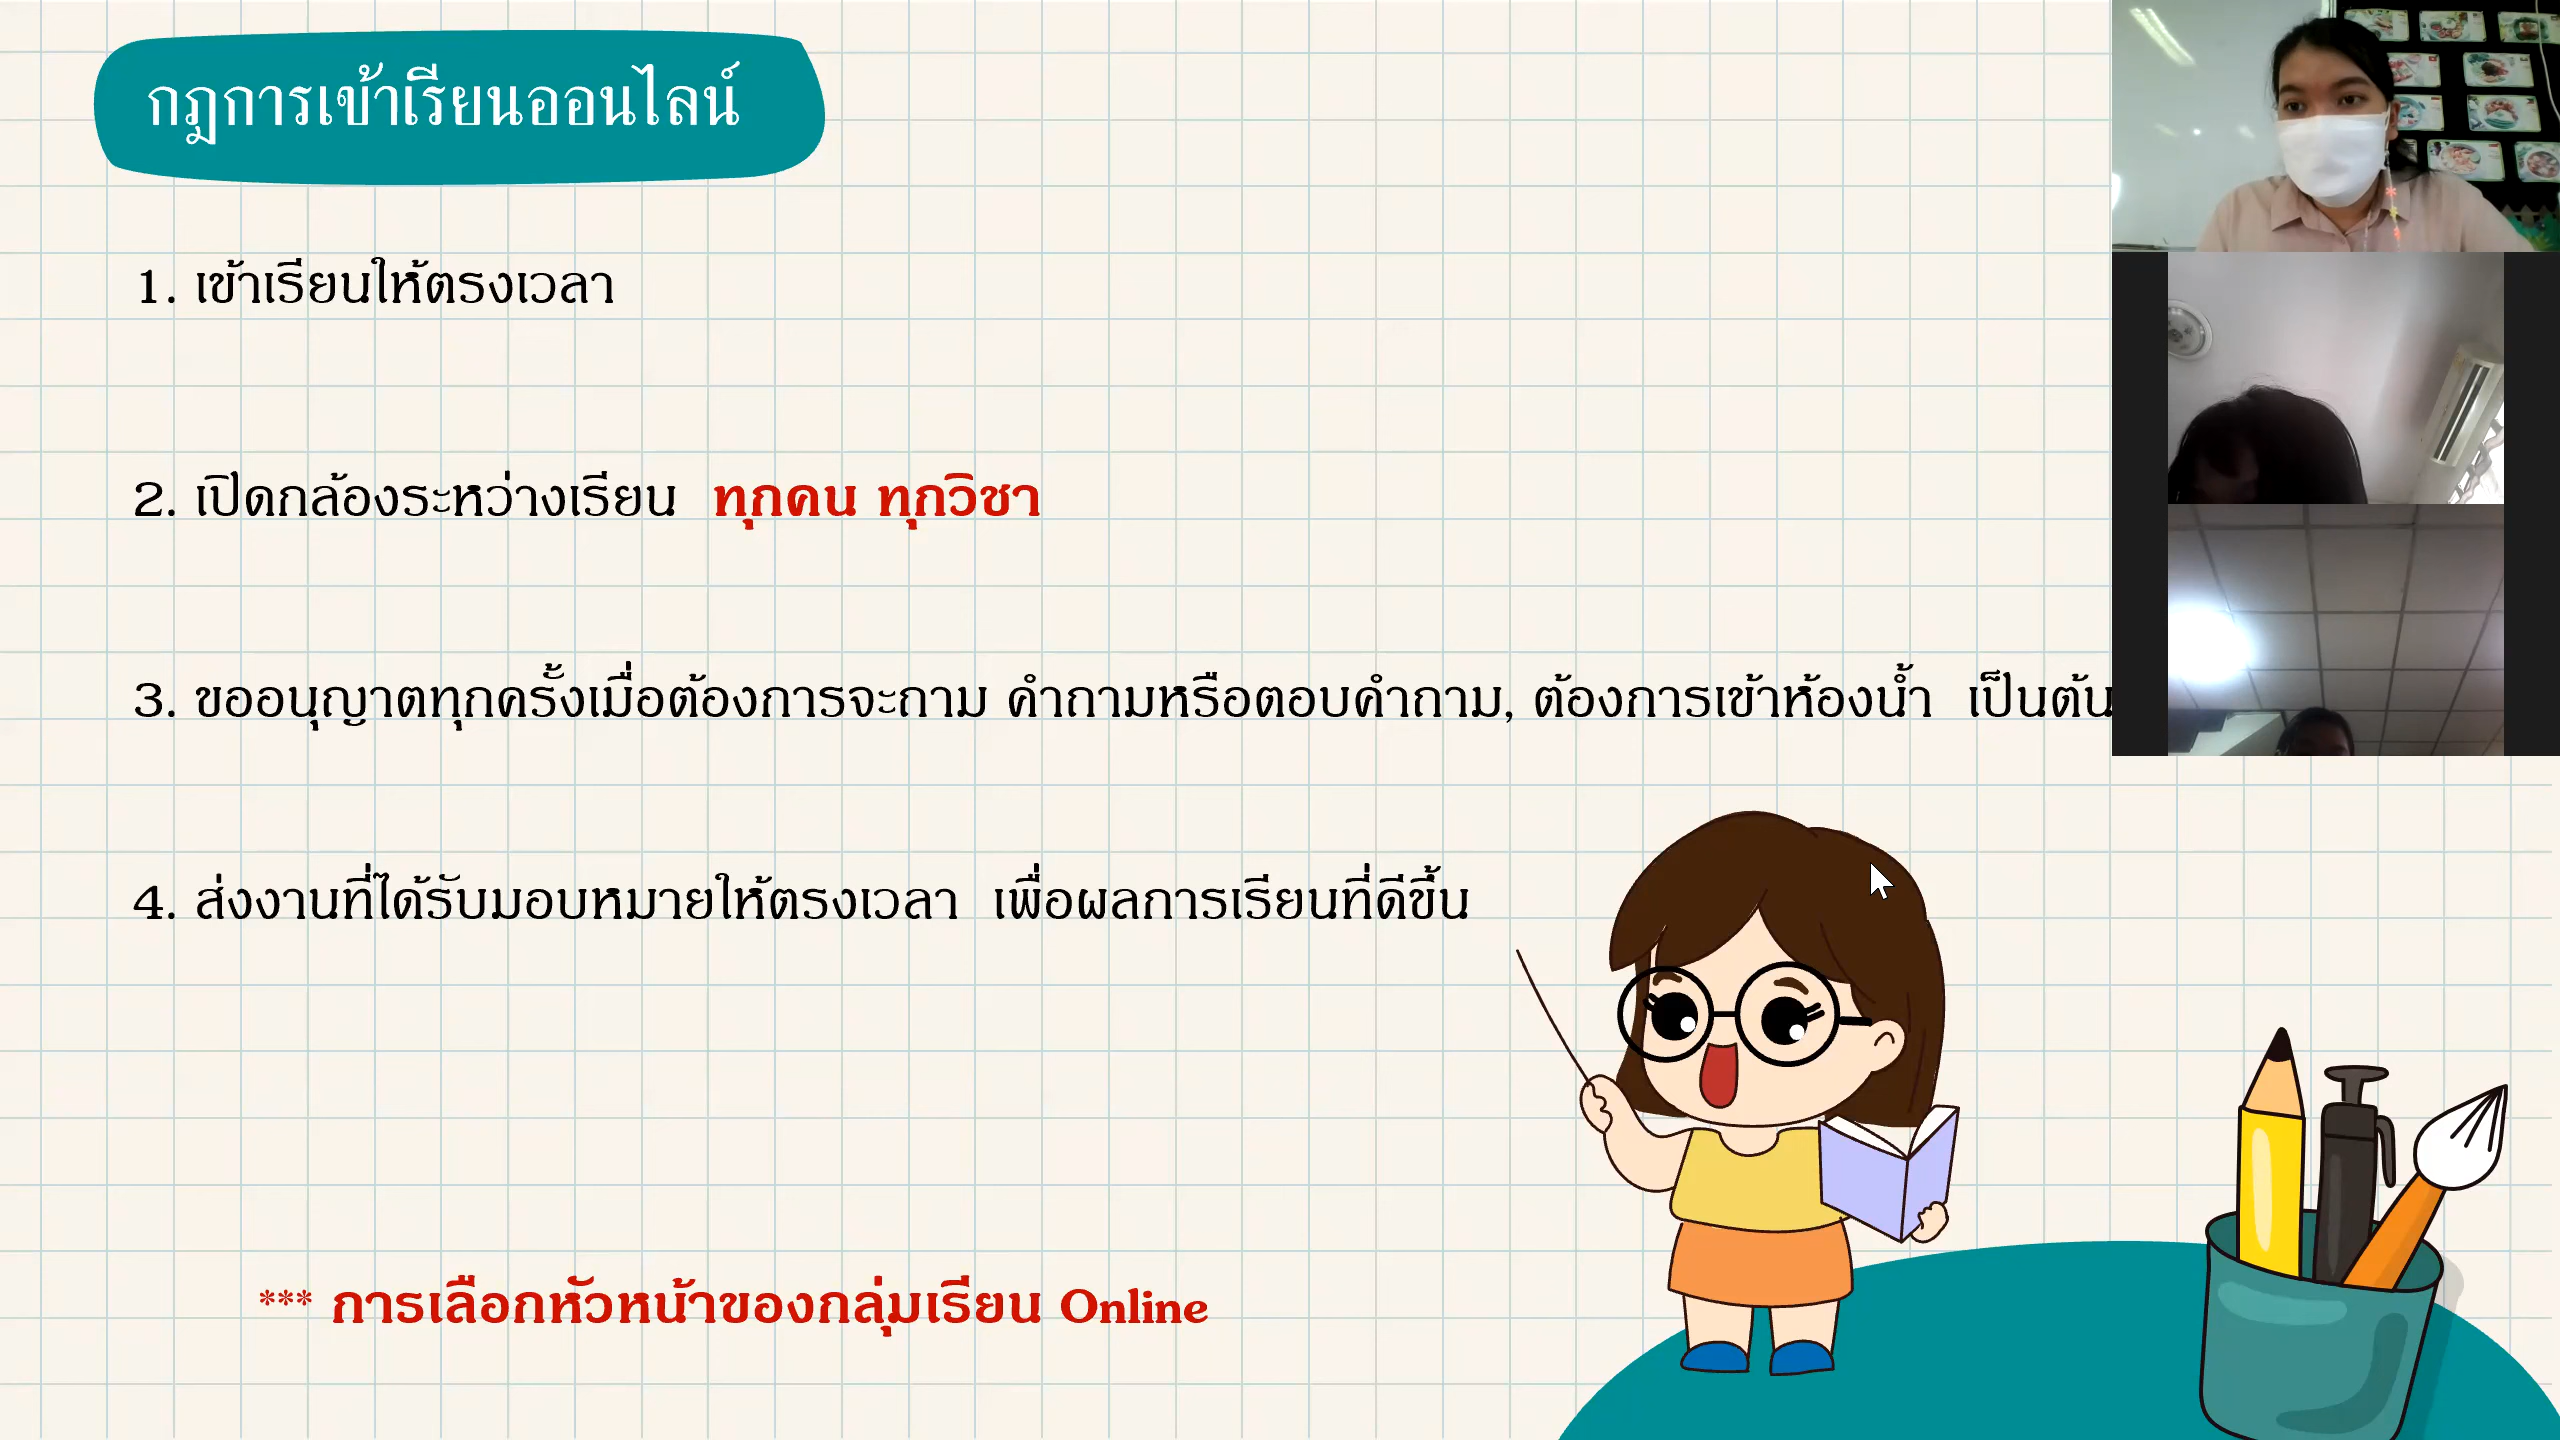 กฎการเข้าเรียนออนไลน์
1. เข้าเรียนให้ตรงเวลา
2. เปิดกล้องระหว่างเรียน ทุกคน ทุกวิชา
3. ขออนุญาตทุกครั้งเมื่อต้องการจะถาม คำถามหรือตอบคำถาม, ต้องการเข้าห้องน้ำ เป็นต้น
4. ส่งงานที่ได้รับมอบหมายให้ตรงเวลา เพื่อผลการเรียนที่ดีขึ้น
*** การเลือกหัวหน้าของกลุ่มเรียน Online